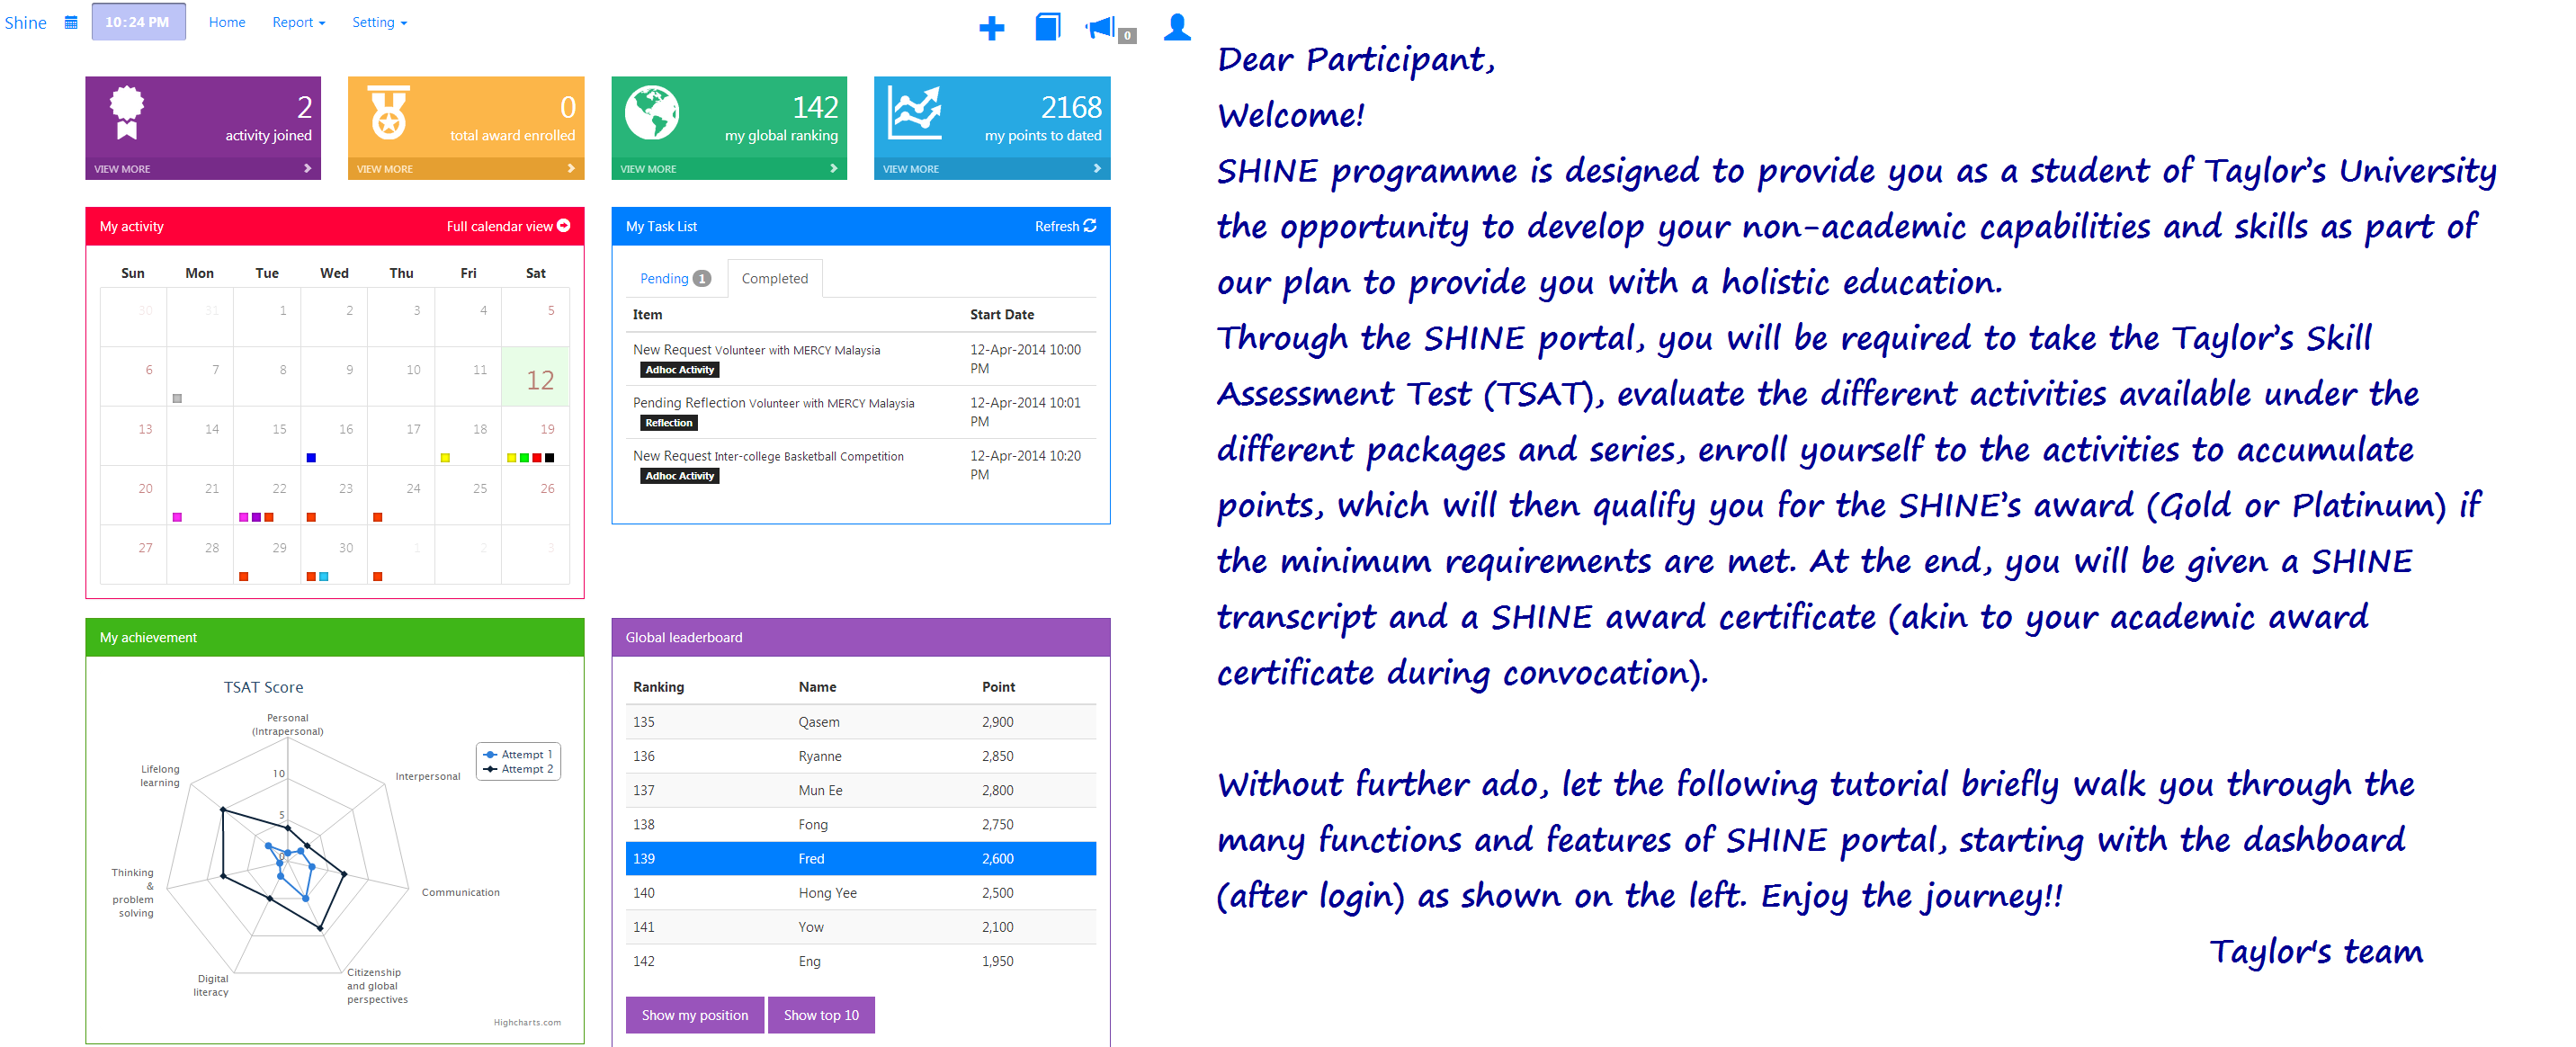 Shine 10:24 PM Home Report Setting 0
2
activity joined
VIEW MORE
0
total award enrolled
VIEW MORE
142
my global ranking
VIEW MORE
2168
my points to dated
VIEW MORE
My activity Full calendar view
Sun Mon Tue Wed Thu Fri Sat
30 31 1 2 3 4 5
6 7 8 9 10 11 12
13 14 15 16 17 18 19
20 21 22 23 24 25 26
27 28 29 30 1 2 3
My Task List Refresh
Pending 1 Completed
Item Start Date
New Request Volunteer with MERCY Malaysia 12-Apr-2014 10:00
Adhoc Activity PM
Pending Reflection Volunteer with MERCY Malaysia 12-Apr-2014 10:01
Reflection PM
New Request Inter-college Basketball Competition 12-Apr-2014 10:20
Adhoc Activity PM
My achievement
TSAT Score
Personal
(Intrapersonal)
Attempt 1
Attempt 2
Lifelong
learning
Interpersonal
10
5
0
Thinking
&
problem
solving
Communication
Digital
literacy
Citizenship
and global
perspectives
Highcharts.com
Global leaderboard
Ranking Name Point
135 Qasem 2,900
136 Ryanne 2,850
137 Mun Ee 2,800
138 Fong 2,750
139 Fred 2,600
140 Hong Yee 2,500
141 Yow 2,100
142 Eng 1,950
Show my position Show top 10
Dear Participant,
Welcome!
SHINE programme is designed to provide you as a student of Taylor's University
the opportunity to develop your non-academic capabilities and skills as part of
our plan to provide you with a holistic education.
Through the SHINE portal, you will be required to take the Taylor's Skill
Assessment Test (TSAT), evaluate the different activities available under the
different packages and series, enroll yourself to the activities to accumulate
points, which will then qualify you for the SHINE's award (Gold or Platinum) if
the minimum requirements are met. At the end, you will be given a SHINE
transcript and a SHINE award certificate (akin to your academic award
certificate during convocation).
Without further ado, let the following tutorial briefly walk you through the
many functions and features of SHINE portal, starting with the dashboard
(after login) as shown on the left. Enjoy the journey!!
Taylor's team